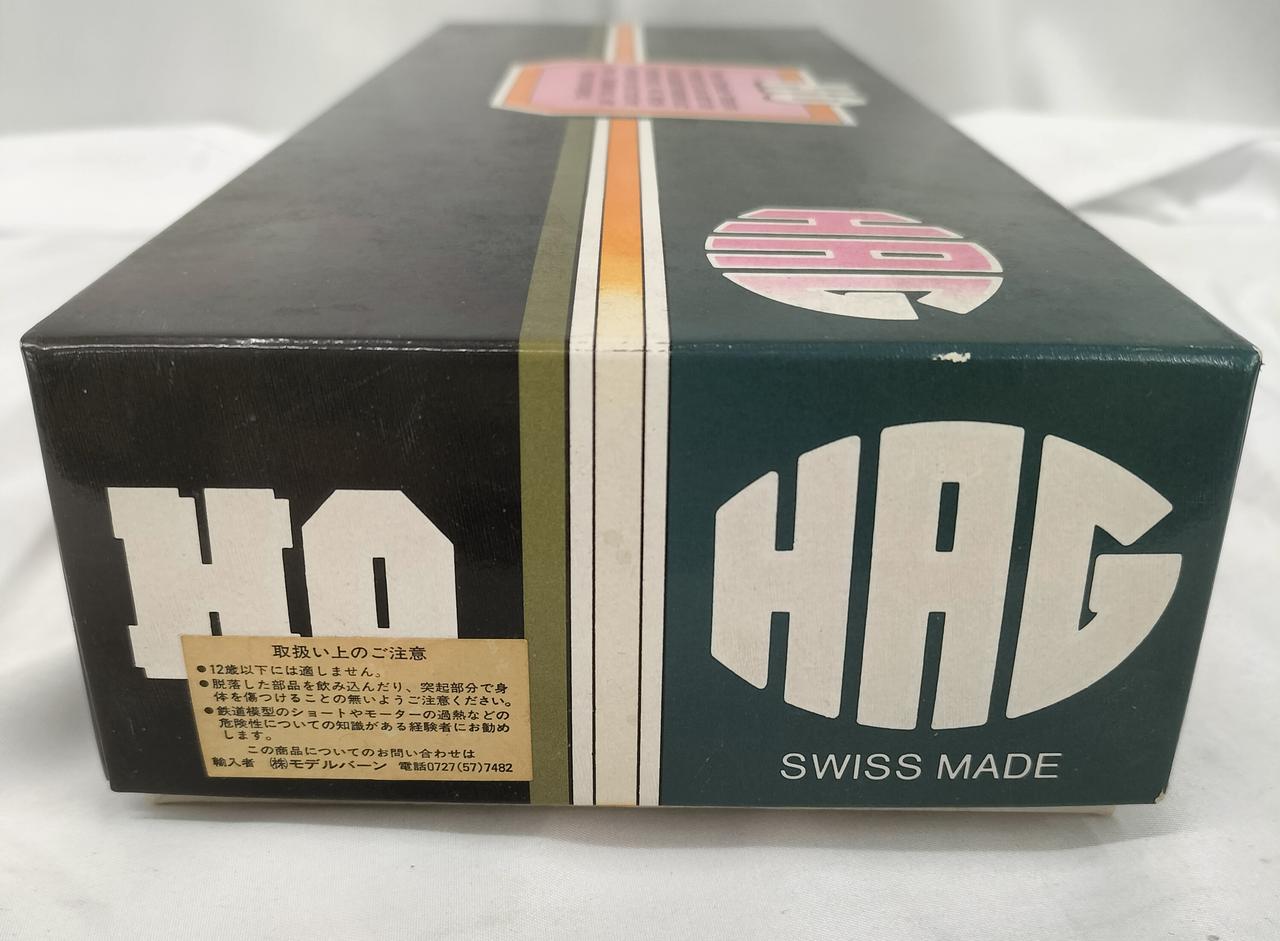 HAG
HO
HAG
SWISS MADE
取扱い上のご注意
●12歳以下には適しません。
●脱落した部品を飲み込んだり、突起部分で身
体を傷つけることの無いようご注意ください。
●鉄道模型のショートやモーターの過熱などの
危険性についての知識がある経験者にお勧め
します。
この商品についてのお問い合わせは
輸入者 ㈱モデルバーン 電話0727(57)7482